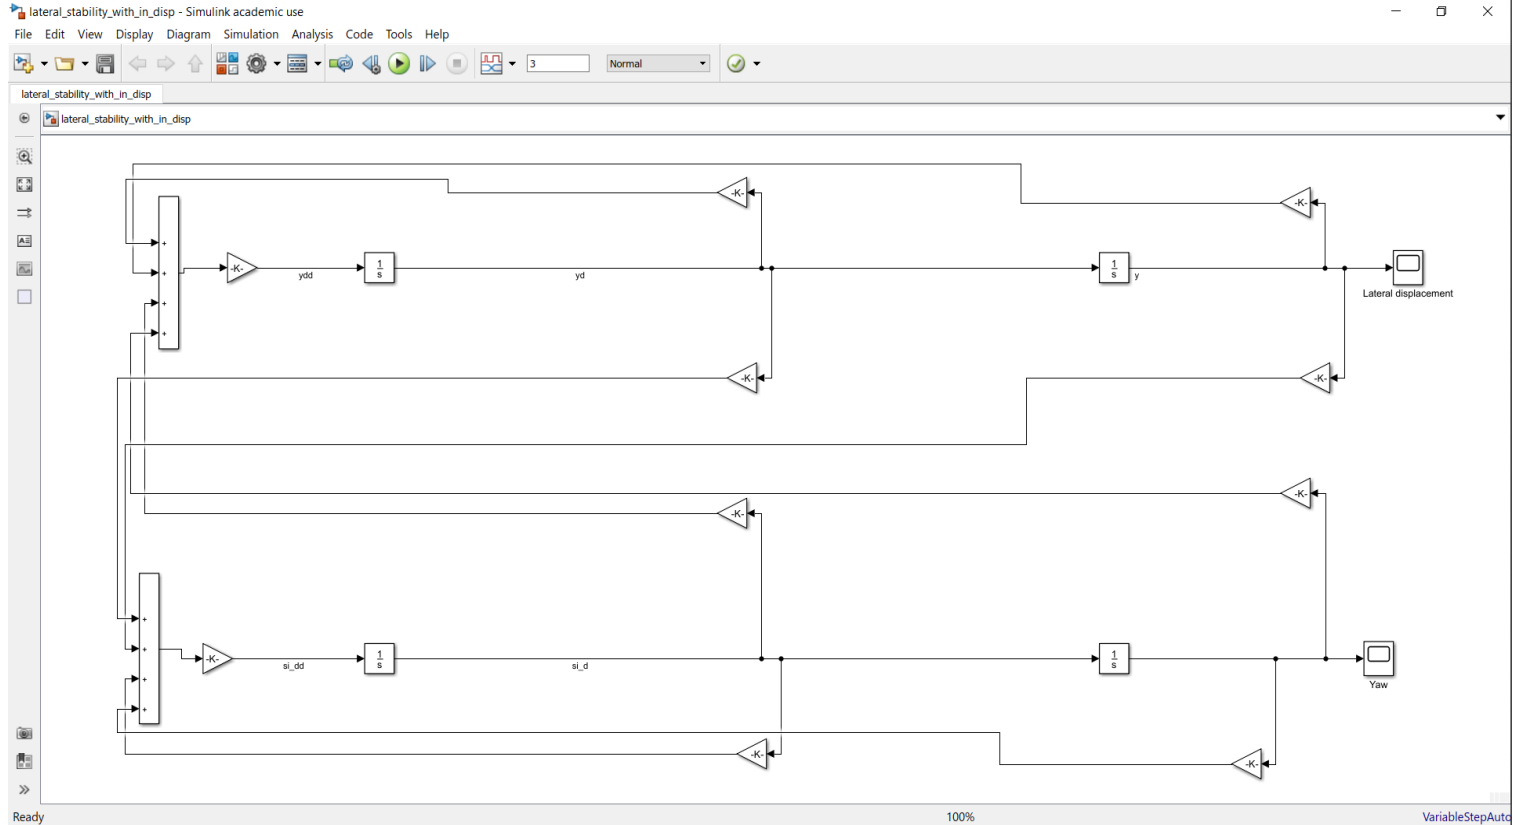 lateral_stability_with_in_disp - Simulink academic use
File Edit View Display Diagram Simulation Analysis Code Tools Help
3 Normal
lateral_stability_with_in_disp
lateral_stability_with_in_disp
-K-
-K-
+
+
+
+
-K-
ydd
1
s
yd
1
s
y
Lateral displacement
-K-
-K-
-K-
-K-
+
+
+
+
-K-
si_dd
1
s
si_d
1
s
Yaw
-K-
-K-
Ready 100% VariableStepAuto